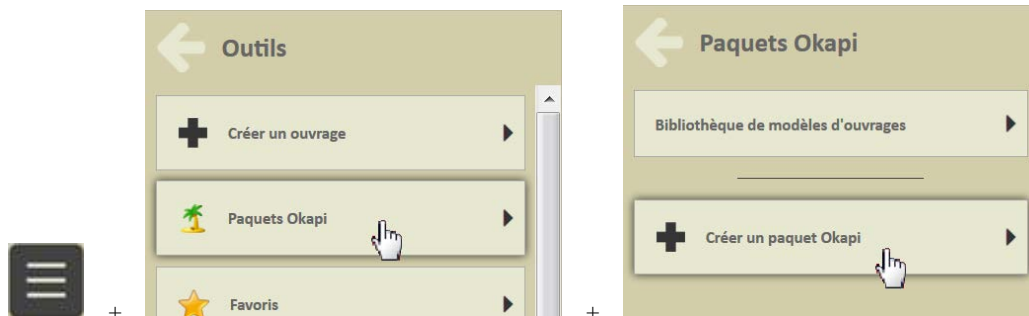 Outils
Créer un ouvrage
Paquets Okapi
Favoris
+
+
Paquets Okapi
Bibliothèque de modèles d'ouvrages
Créer un paquet Okapi